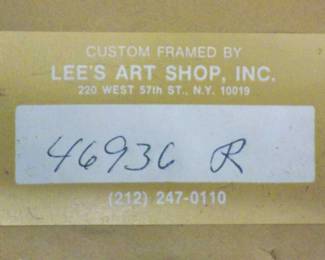 CUSTOM FRAMED BY
LEE'S ART SHOP, INC.
220 WEST 57th ST., N.Y. 10019
46936 R
(212) 247-0110